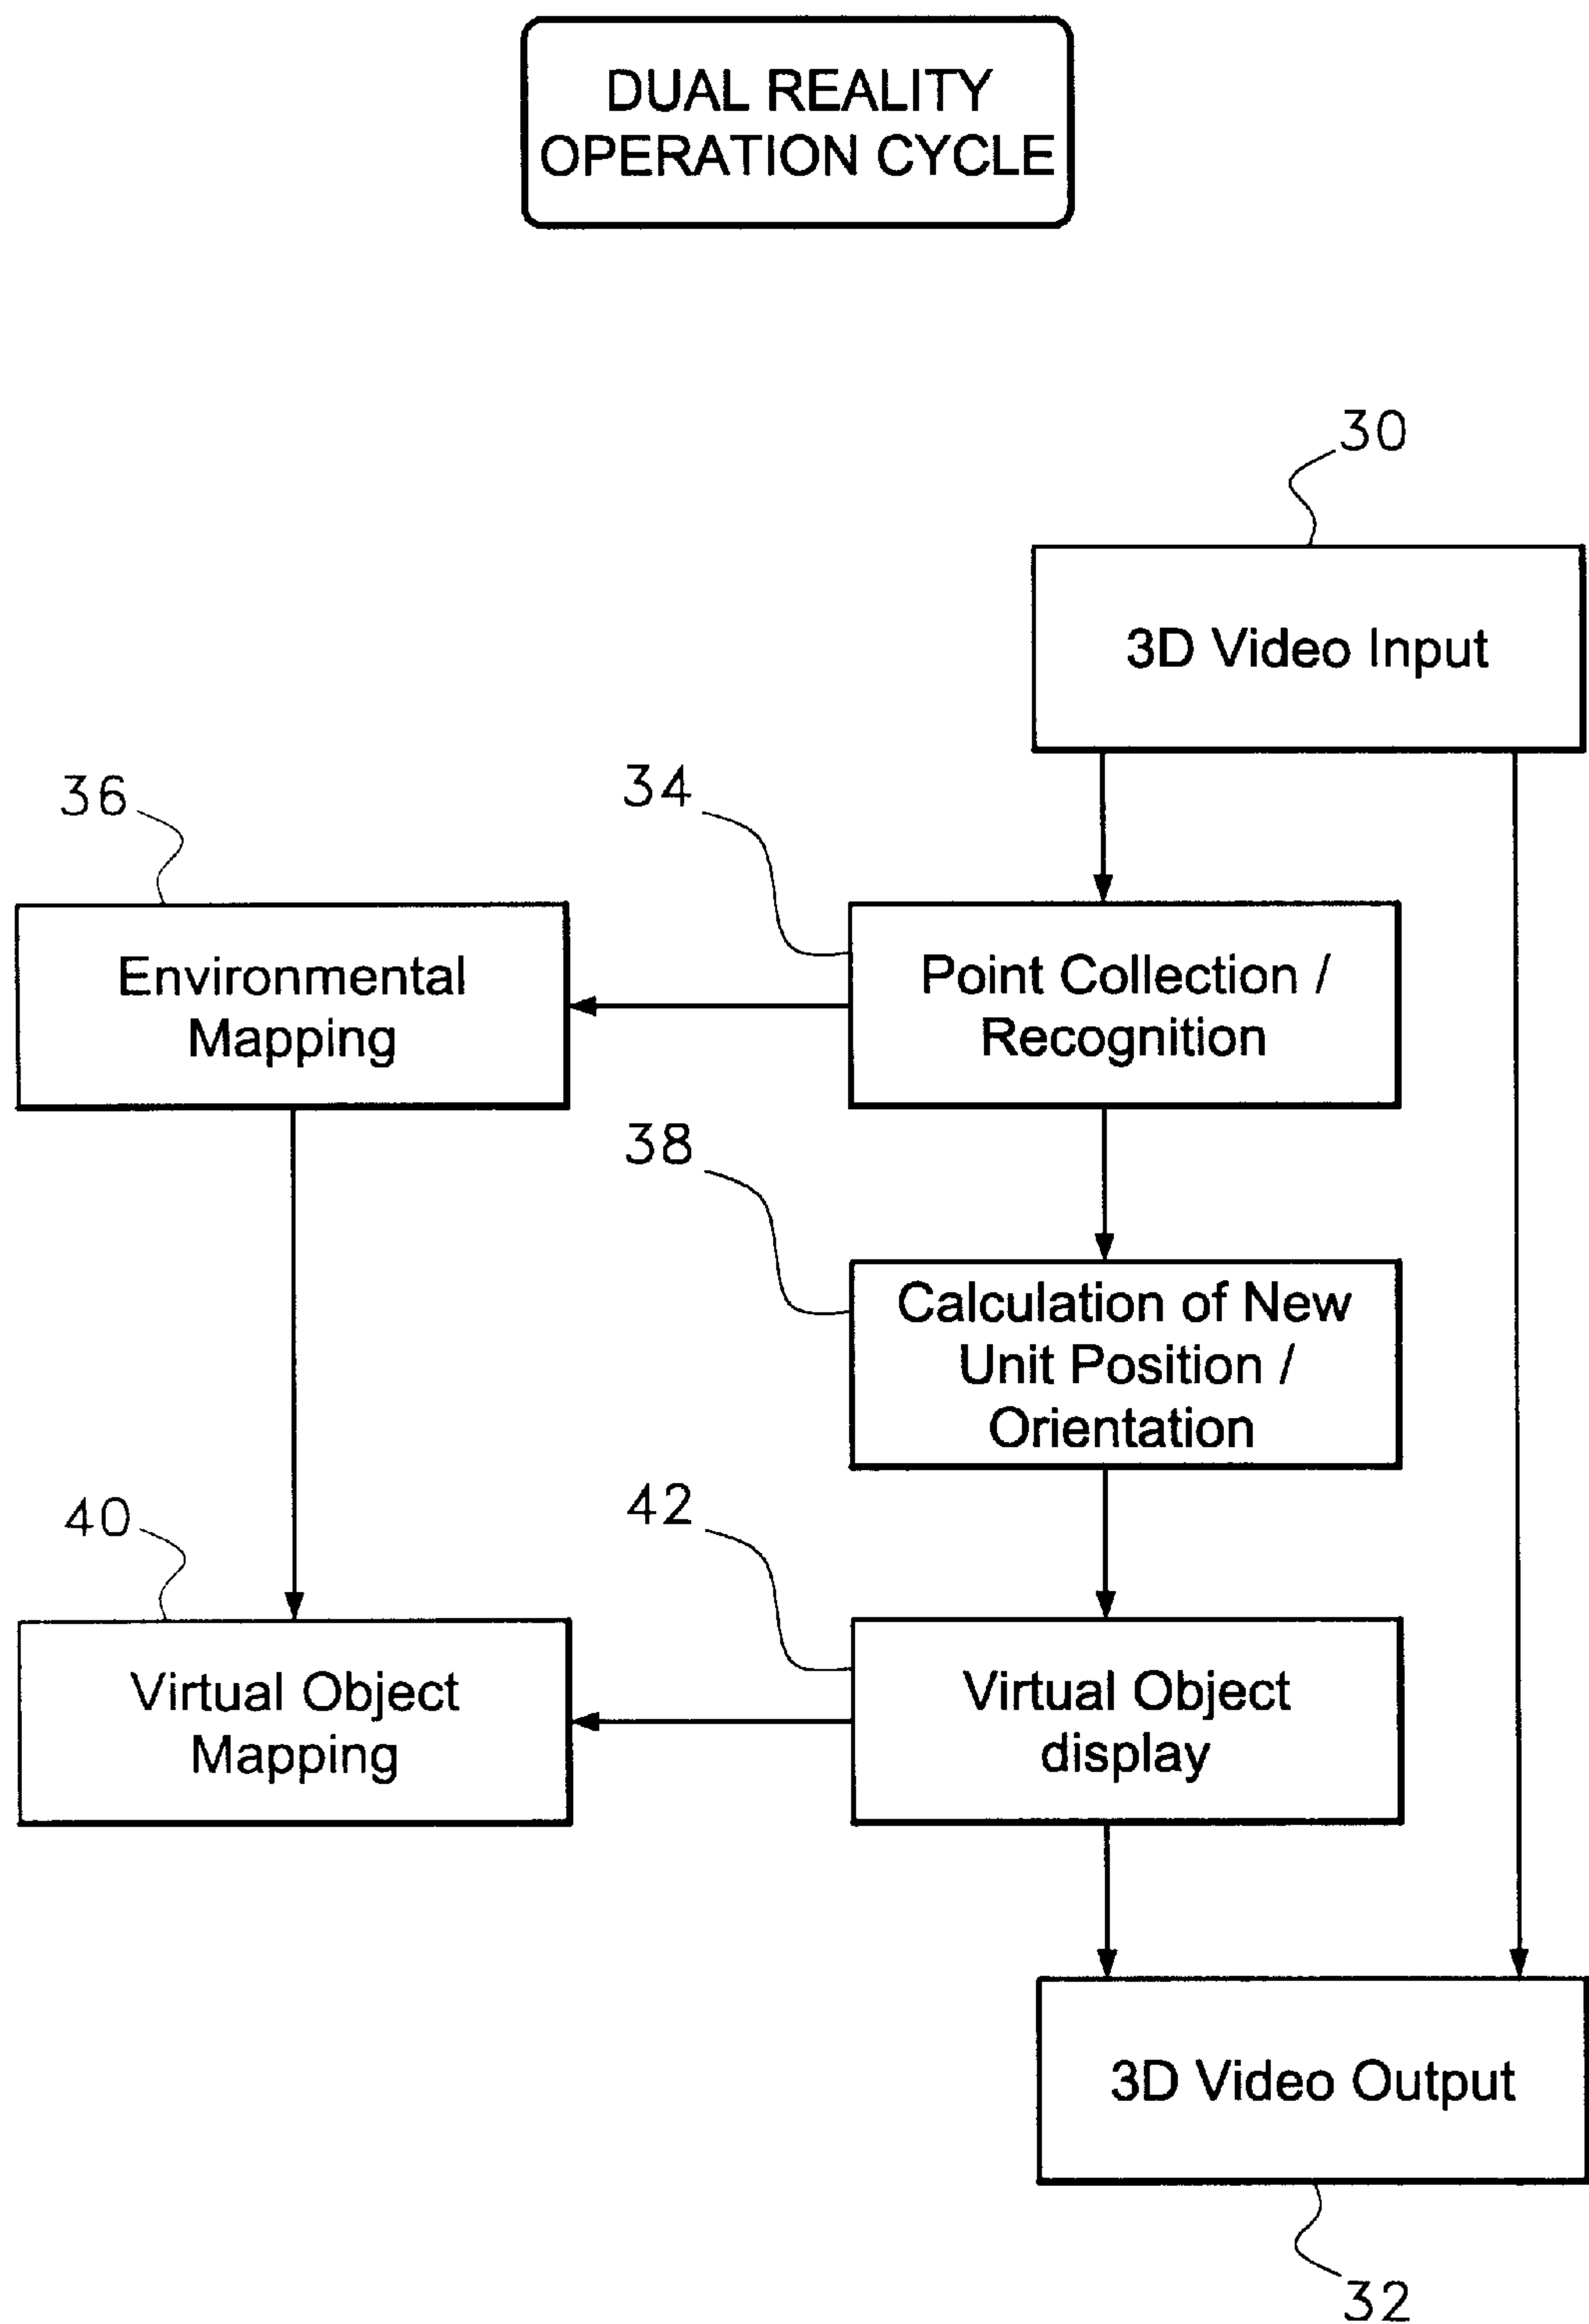 DUAL REALITY
OPERATION CYCLE
30
3D Video Input
36
34
Environmental
Mapping
Point Collection /
Recognition
38
Calculation of New
Unit Position /
Orientation
40
42
Virtual Object
Mapping
Virtual Object
display
3D Video Output
32